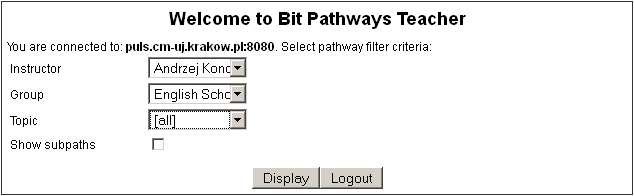 Welcome to Bit Pathways Teacher
You are connected to: puls.cm-uj.krakow.pl:8080. Select pathway filter criteria:
Instructor Andrzej Kond
Group English Scho
Topic [all]
Show subpaths
Display Logout